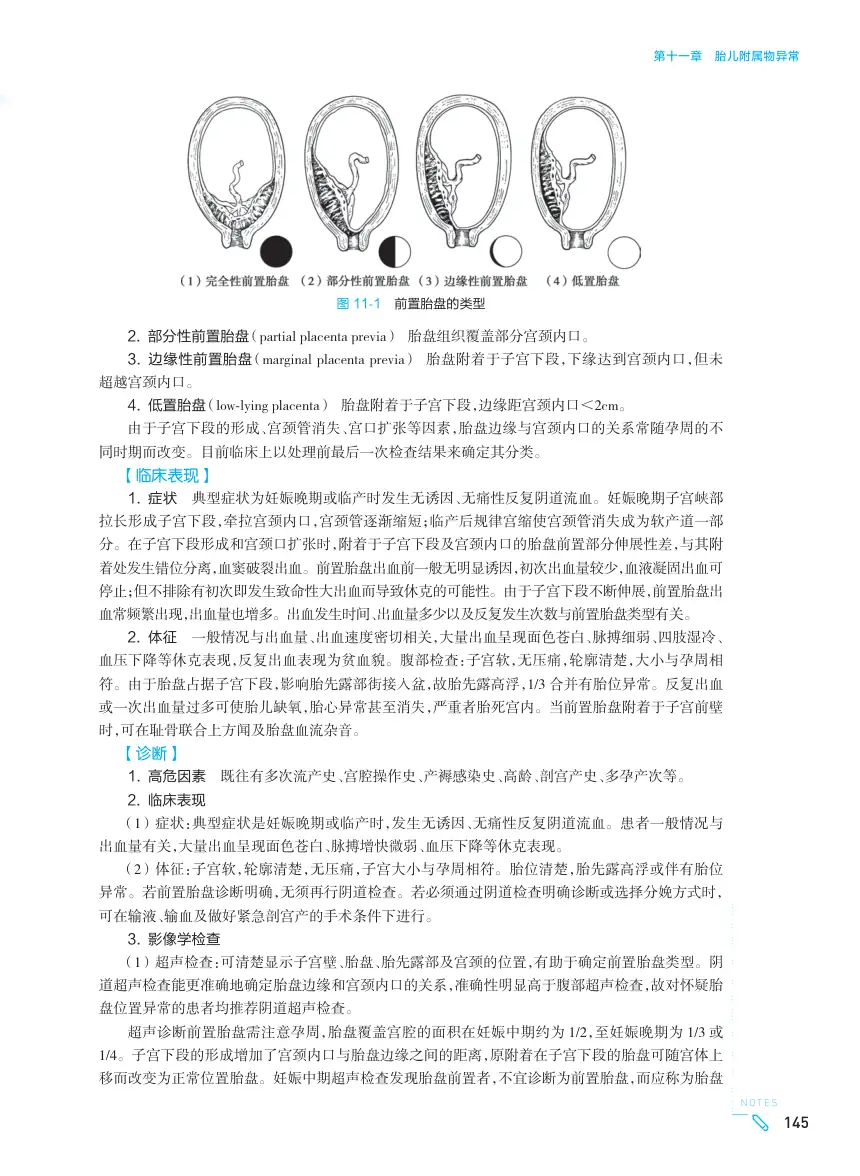 第十一章 胎儿附属物异常
（1）完全性前置胎盘 （2）部分性前置胎盘 （3）边缘性前置胎盘 （4）低置胎盘
图 11-1 前置胎盘的类型
2. 部分性前置胎盘（partial placenta previa） 胎盘组织覆盖部分宫颈内口。
3. 边缘性前置胎盘（marginal placenta previa） 胎盘附着于子宫下段，下缘达到宫颈内口，但未
超越宫颈内口。
4. 低置胎盘（low-lying placenta） 胎盘附着于子宫下段，边缘距宫颈内口＜2cm。
由于子宫下段的形成、宫颈管消失、宫口扩张等因素，胎盘边缘与宫颈内口的关系常随孕周的不
同时期而改变。目前临床上以处理前最后一次检查结果来确定其分类。
【临床表现】
1. 症状 典型症状为妊娠晚期或临产时发生无诱因、无痛性反复阴道流血。妊娠晚期子宫峡部
拉长形成子宫下段，牵拉宫颈内口，宫颈管逐渐缩短；临产后规律宫缩使宫颈管消失成为软产道一部
分。在子宫下段形成和宫颈口扩张时，附着于子宫下段及宫颈内口的胎盘前置部分伸展性差，与其附
着处发生错位分离，血窦破裂出血。前置胎盘出血前一般无明显诱因，初次出血量较少，血液凝固出血可
停止；但不排除有初次即发生致命性大出血而导致休克的可能性。由于子宫下段不断伸展，前置胎盘出
血常频繁出现，出血量也增多。出血发生时间、出血量多少以及反复发生次数与前置胎盘类型有关。
2. 体征 一般情况与出血量、出血速度密切相关，大量出血呈现面色苍白、脉搏细弱、四肢湿冷、
血压下降等休克表现，反复出血表现为贫血貌。腹部检查：子宫软，无压痛，轮廓清楚，大小与孕周相
符。由于胎盘占据子宫下段，影响胎先露部衔接入盆，故胎先露高浮，1/3 合并有胎位异常。反复出血
或一次出血量过多可使胎儿缺氧，胎心异常甚至消失，严重者胎死宫内。当前置胎盘附着于子宫前壁
时，可在耻骨联合上方闻及胎盘血流杂音。
【诊断】
1. 高危因素 既往有多次流产史、宫腔操作史、产褥感染史、高龄、剖宫产史、多孕产次等。
2. 临床表现
（1）症状：典型症状是妊娠晚期或临产时，发生无诱因、无痛性反复阴道流血。患者一般情况与
出血量有关，大量出血呈现面色苍白、脉搏增快微弱、血压下降等休克表现。
（2）体征：子宫软，轮廓清楚，无压痛，子宫大小与孕周相符。胎位清楚，胎先露高浮或伴有胎位
异常。若前置胎盘诊断明确，无须再行阴道检查。若必须通过阴道检查明确诊断或选择分娩方式时，
可在输液、输血及做好紧急剖宫产的手术条件下进行。
3. 影像学检查
（1）超声检查：可清楚显示子宫壁、胎盘、胎先露部及宫颈的位置，有助于确定前置胎盘类型。阴
道超声检查能更准确地确定胎盘边缘和宫颈内口的关系，准确性明显高于腹部超声检查，故对怀疑胎
盘位置异常的患者均推荐阴道超声检查。
超声诊断前置胎盘需注意孕周，胎盘覆盖宫腔的面积在妊娠中期约为 1/2，至妊娠晚期为 1/3 或
1/4。子宫下段的形成增加了宫颈内口与胎盘边缘之间的距离，原附着在子宫下段的胎盘可随宫体上
移而改变为正常位置胎盘。妊娠中期超声检查发现胎盘前置者，不宜诊断为前置胎盘，而应称为胎盘
NOTES
145